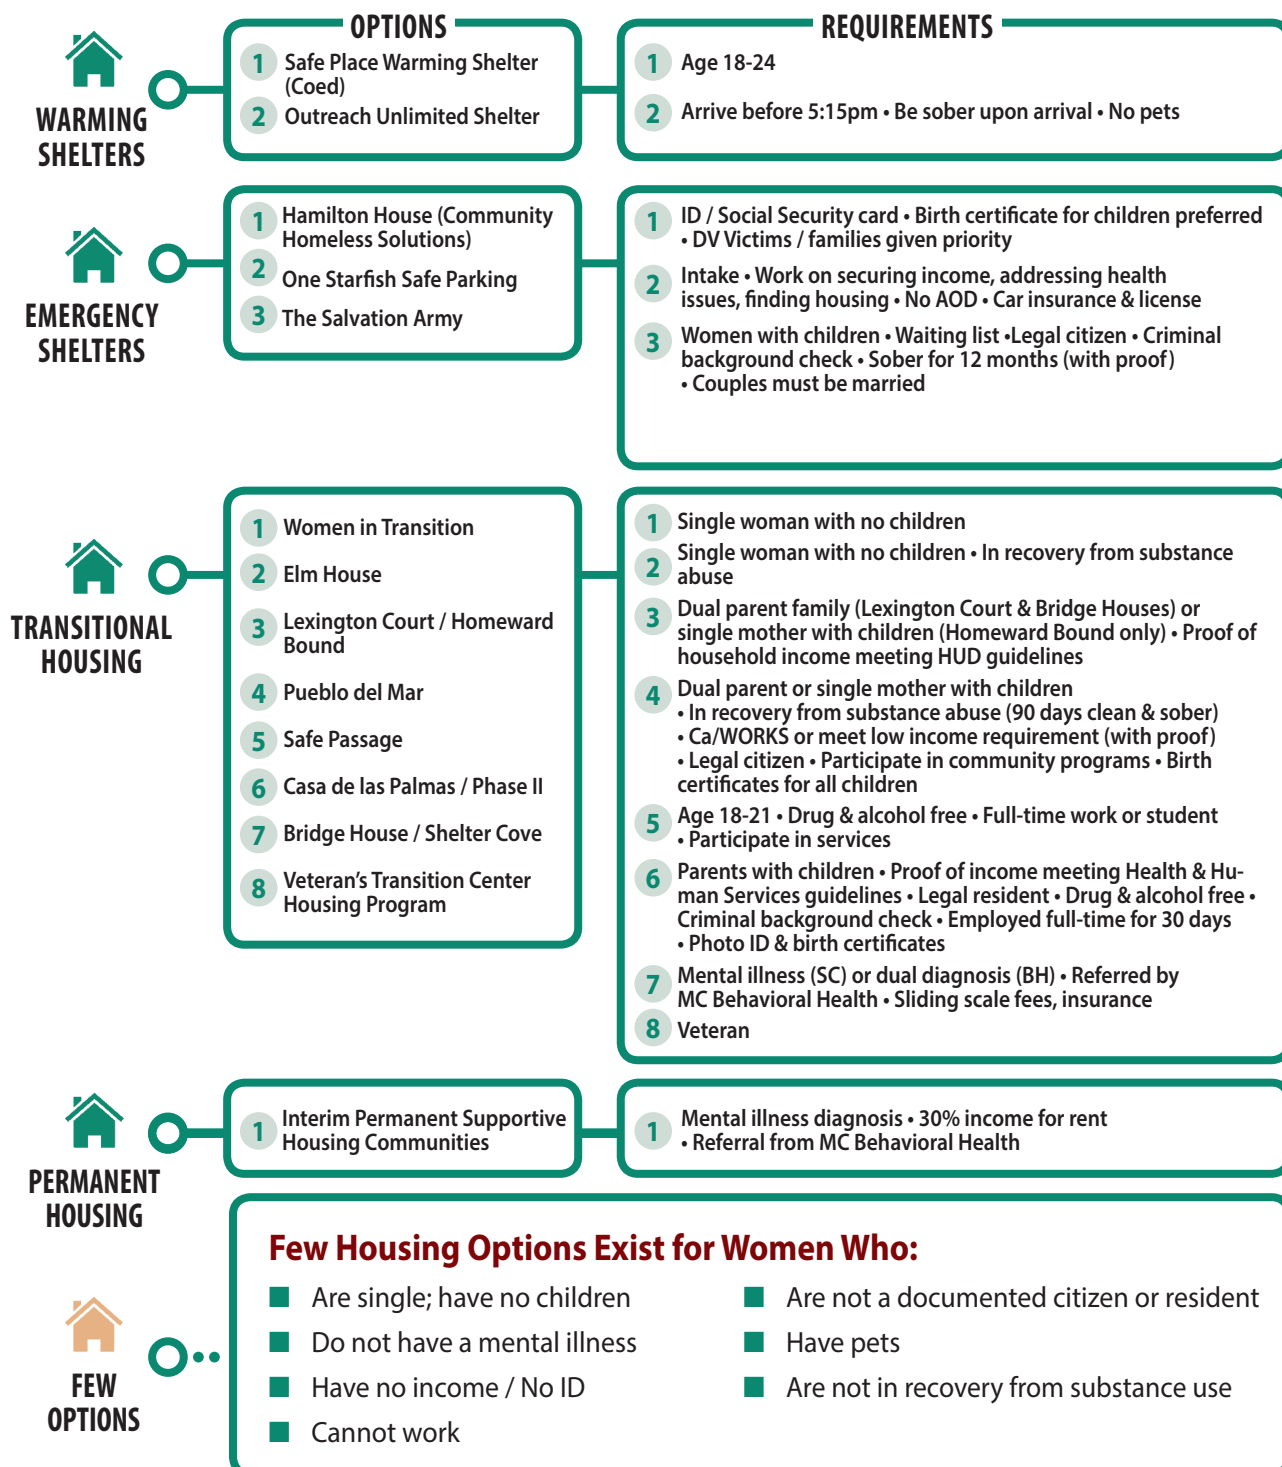 OPTIONS
REQUIREMENTS
WARMING
SHELTERS
1 Safe Place Warming Shelter
(Coed)
2 Outreach Unlimited Shelter
1 Age 18-24
2 Arrive before 5:15pm • Be sober upon arrival • No pets
EMERGENCY
SHELTERS
1 Hamilton House (Community
Homeless Solutions)
2 One Starfish Safe Parking
3 The Salvation Army
1 ID / Social Security card • Birth certificate for children preferred
• DV Victims / families given priority
2 Intake • Work on securing income, addressing health
issues, finding housing • No AOD • Car insurance & license
3 Women with children • Waiting list •Legal citizen • Criminal
background check • Sober for 12 months (with proof)
• Couples must be married
TRANSITIONAL
HOUSING
1 Women in Transition
2 Elm House
3 Lexington Court / Homeward
Bound
4 Pueblo del Mar
5 Safe Passage
6 Casa de las Palmas / Phase II
7 Bridge House / Shelter Cove
8 Veteran's Transition Center
Housing Program
1 Single woman with no children
2 Single woman with no children • In recovery from substance
abuse
3 Dual parent family (Lexington Court & Bridge Houses) or
single mother with children (Homeward Bound only) • Proof of
household income meeting HUD guidelines
4 Dual parent or single mother with children
• In recovery from substance abuse (90 days clean & sober)
• Ca/WORKS or meet low income requirement (with proof)
• Legal citizen • Participate in community programs • Birth
certificates for all children
5 Age 18-21 • Drug & alcohol free • Full-time work or student
• Participate in services
6 Parents with children • Proof of income meeting Health & Hu-
man Services guidelines • Legal resident • Drug & alcohol free •
Criminal background check • Employed full-time for 30 days
• Photo ID & birth certificates
7 Mental illness (SC) or dual diagnosis (BH) • Referred by
MC Behavioral Health • Sliding scale fees, insurance
8 Veteran
PERMANENT
HOUSING
1 Interim Permanent Supportive
Housing Communities
1 Mental illness diagnosis • 30% income for rent
• Referral from MC Behavioral Health
FEW
OPTIONS
Few Housing Options Exist for Women Who:
Are single; have no children
Do not have a mental illness
Have no income / No ID
Cannot work
Are not a documented citizen or resident
Have pets
Are not in recovery from substance use